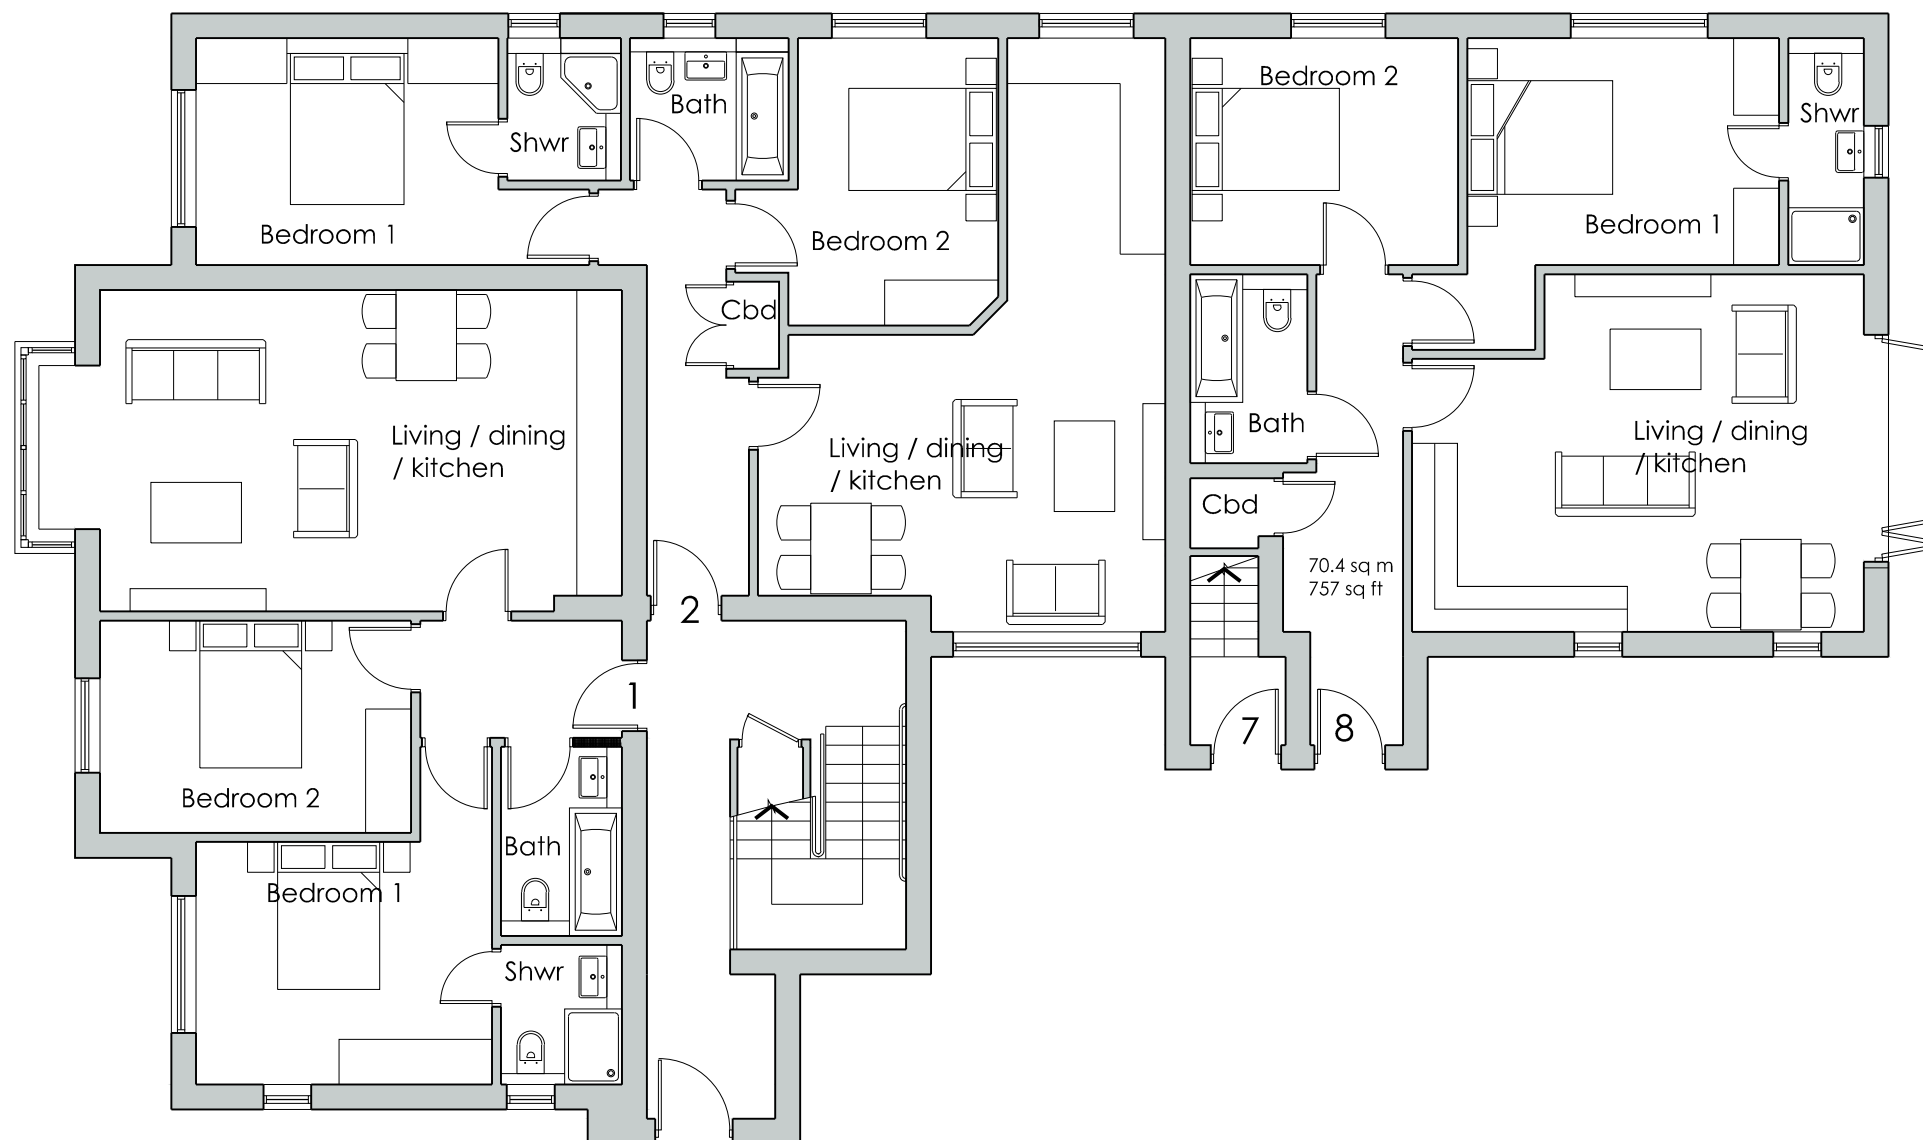 Bedroom 2
Bath
Shwr
Shwr
Bedroom 1
Bedroom 1
Bedroom 2
Cbd
Living / dining
/ kitchen
Living / dining
/ kitchen
Living / dining
/ kitchen
Bath
Cbd
70.4 sq m
757 sq ft
2
1
7
8
Bedroom 2
Bath
Bedroom 1
Shwr